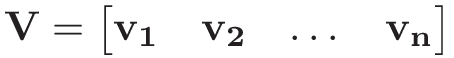 V = [v₁ v₂ … vₙ]